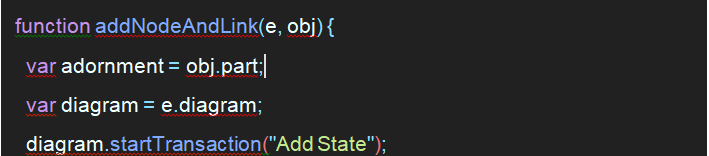 function addNodeAndLink(e, obj) {
var adornment = obj.part;
var diagram = e.diagram;
diagram.startTransaction("Add State");